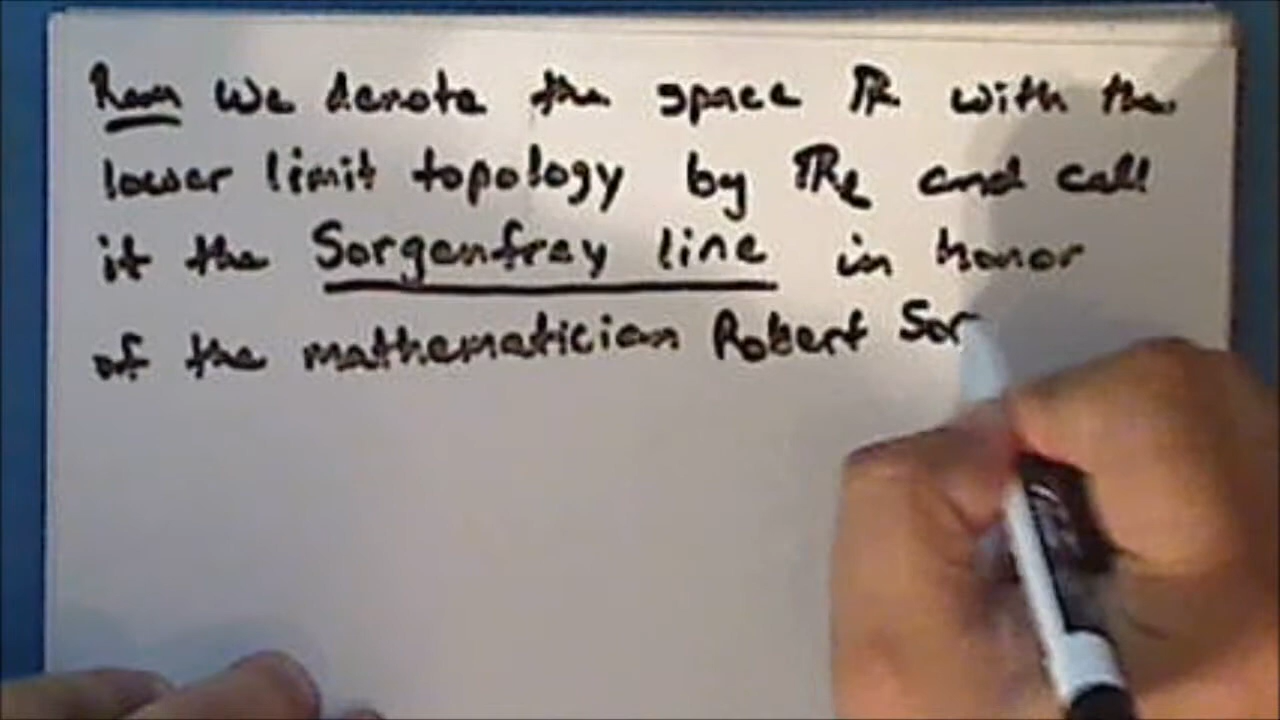 Rem We denote the space ℝ with the
lower limit topology by ℝℓ and call
it the Sorgenfrey line in honor
of the mathematician Robert Sor